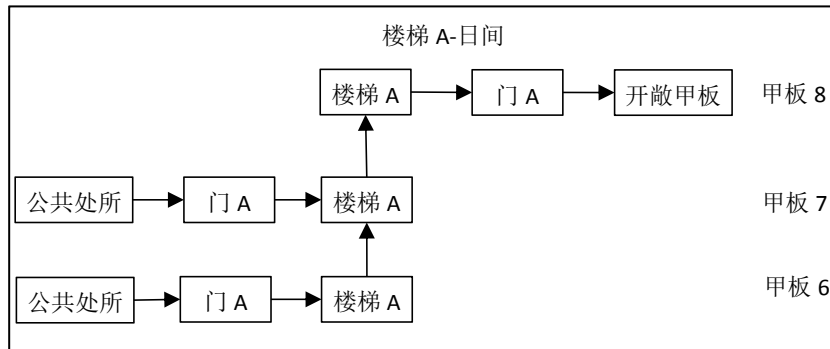 楼梯 A-日间
楼梯 A 门 A 开敞甲板 甲板 8
公共处所 门 A 楼梯 A 甲板 7
公共处所 门 A 楼梯 A 甲板 6